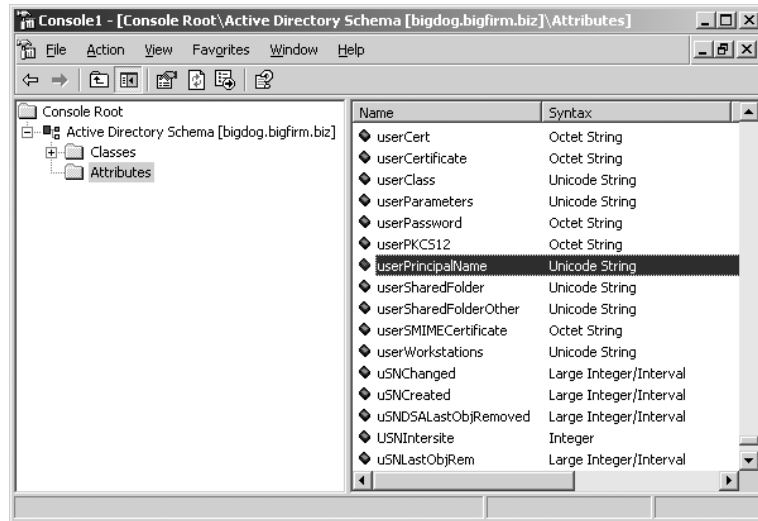 Console1 - [Console Root\Active Directory Schema [bigdog.bigfirm.biz]\Attributes]
File Action View Favorites Window Help
Console Root
Active Directory Schema [bigdog.bigfirm.biz]
Classes
Attributes
Name Syntax
userCert Octet String
userCertificate Octet String
userClass Unicode String
userParameters Unicode String
userPassword Octet String
userPKCS12 Octet String
userPrincipalName Unicode String
userSharedFolder Unicode String
userSharedFolderOther Unicode String
userSMIMECertificate Octet String
userWorkstations Unicode String
uSNChanged Large Integer/Interval
uSNCreated Large Integer/Interval
uSNDSALastObjRemoved Large Integer/Interval
USNIntersite Integer
uSNLastObjRem Large Integer/Interval